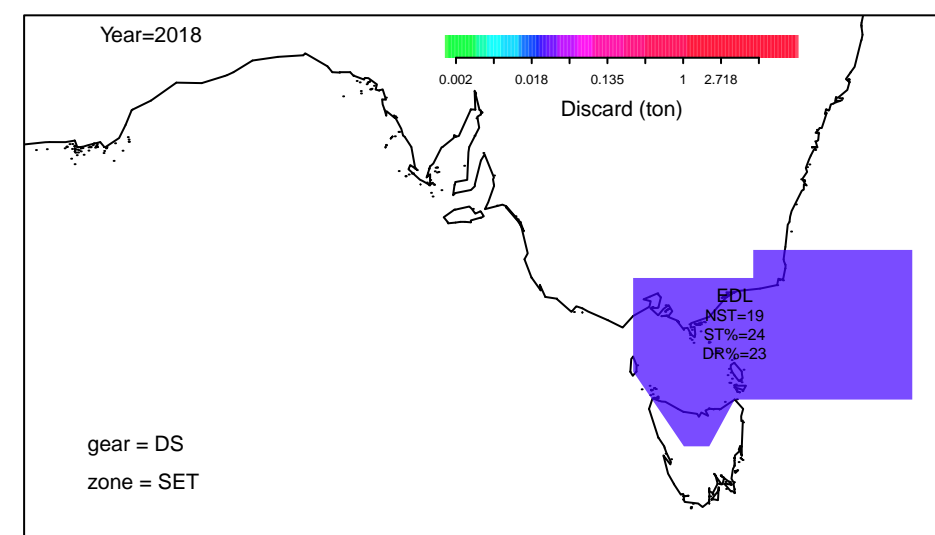 Year=2018
0.002 0.018 0.135 1 2.718
Discard (ton)
EDL
NST=19
ST%=24
DR%=23
gear = DS
zone = SET